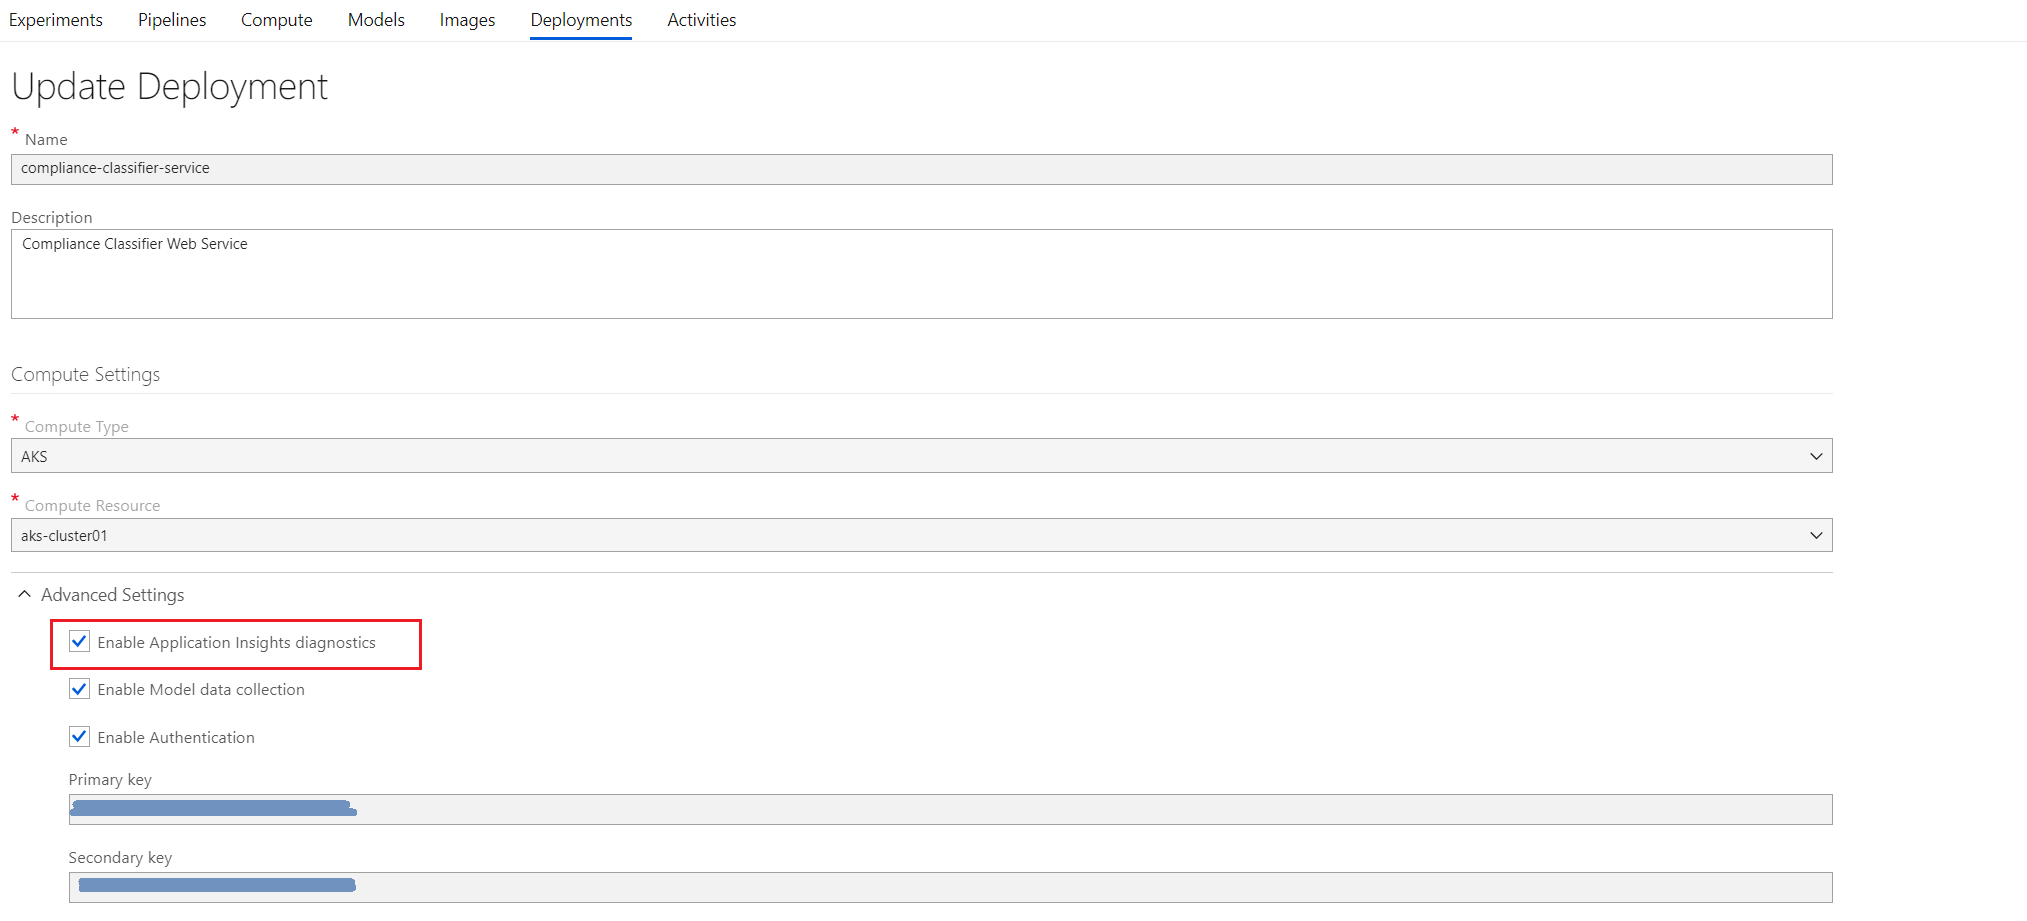 Experiments Pipelines Compute Models Images Deployments Activities
Update Deployment
* Name
compliance-classifier-service
Description
Compliance Classifier Web Service
Compute Settings
* Compute Type
AKS
* Compute Resource
aks-cluster01
Advanced Settings
Enable Application Insights diagnostics
Enable Model data collection
Enable Authentication
Primary key
Secondary key